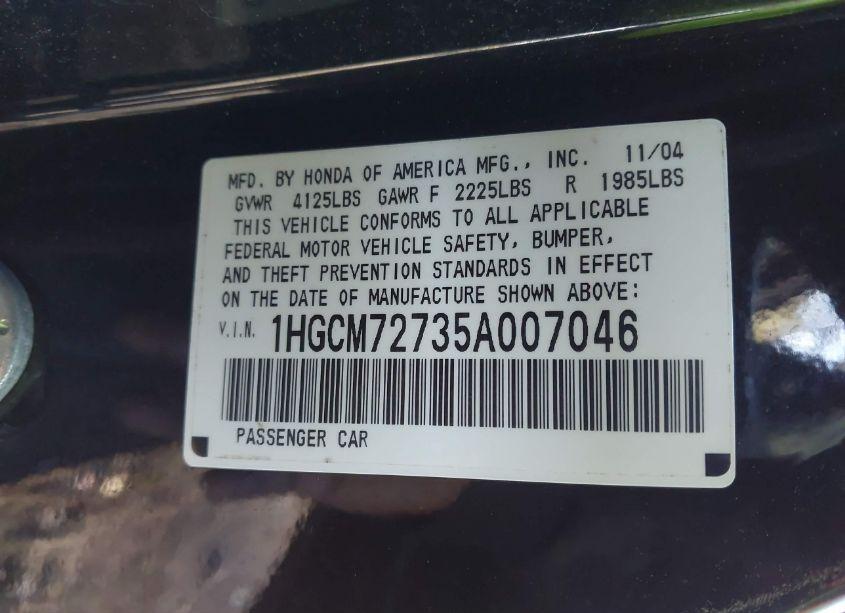 MFD. BY HONDA OF AMERICA MFG., INC. 11/04
GVWR 4125LBS GAWR F 2225LBS R 1985LBS
THIS VEHICLE CONFORMS TO ALL APPLICABLE
FEDERAL MOTOR VEHICLE SAFETY, BUMPER,
AND THEFT PREVENTION STANDARDS IN EFFECT
ON THE DATE OF MANUFACTURE SHOWN ABOVE:
V.I.N. 1HGCM72735A007046
PASSENGER CAR